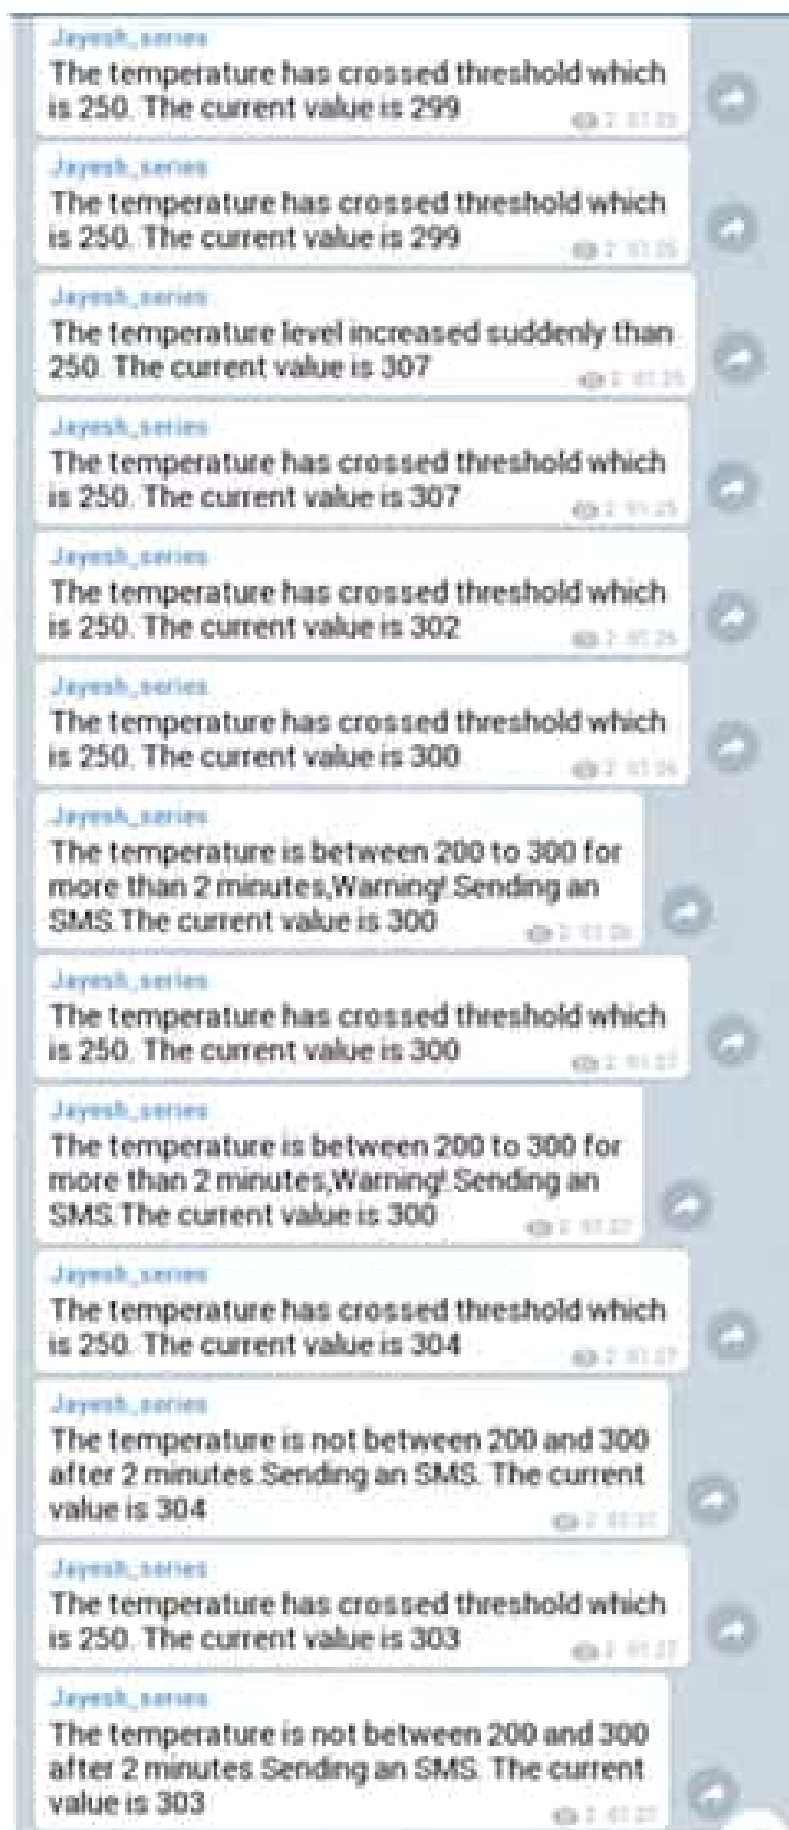 Jayesh_series
The temperature has crossed threshold which
is 250. The current value is 299
Jayesh_series
The temperature has crossed threshold which
is 250. The current value is 299
Jayesh_series
The temperature level increased suddenly than
250. The current value is 307
Jayesh_series
The temperature has crossed threshold which
is 250. The current value is 307
Jayesh_series
The temperature has crossed threshold which
is 250. The current value is 302
Jayesh_series
The temperature has crossed threshold which
is 250. The current value is 300
Jayesh_series
The temperature is between 200 to 300 for
more than 2 minutes,Warning!.Sending an
SMS.The current value is 300
Jayesh_series
The temperature has crossed threshold which
is 250. The current value is 300
Jayesh_series
The temperature is between 200 to 300 for
more than 2 minutes,Warning!.Sending an
SMS.The current value is 300
Jayesh_series
The temperature has crossed threshold which
is 250. The current value is 304
Jayesh_series
The temperature is not between 200 and 300
after 2 minutes.Sending an SMS. The current
value is 304
Jayesh_series
The temperature has crossed threshold which
is 250. The current value is 303
Jayesh_series
The temperature is not between 200 and 300
after 2 minutes.Sending an SMS. The current
value is 303